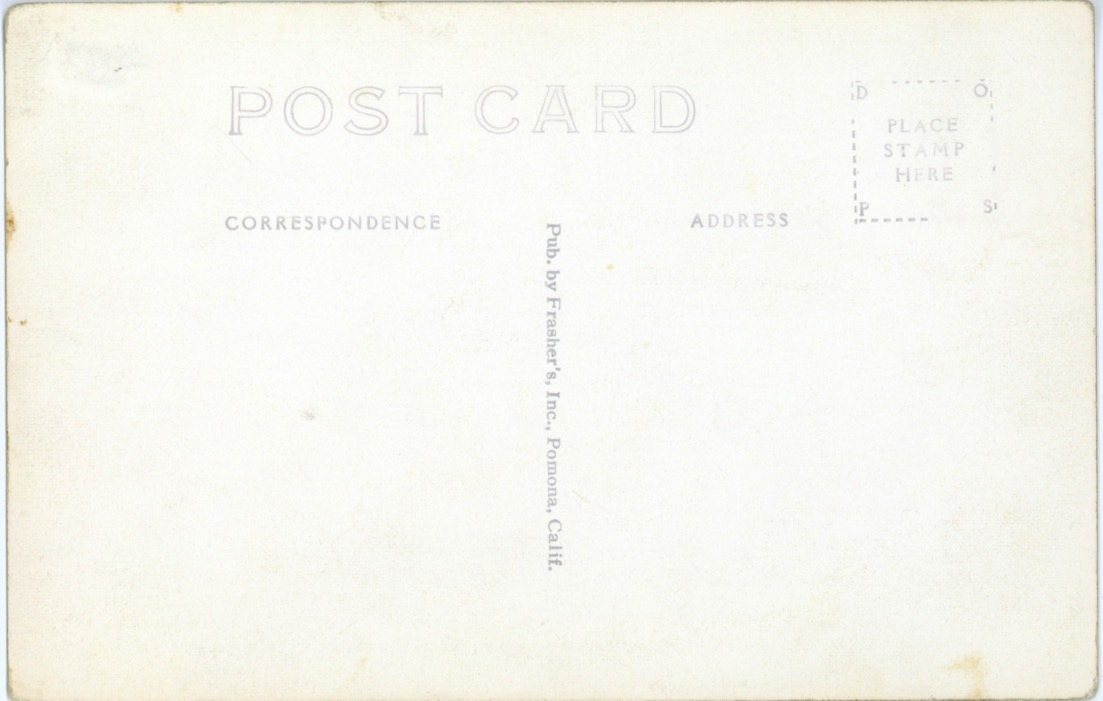 POST CARD
D O
PLACE
STAMP
HERE
P S
CORRESPONDENCE
ADDRESS
Pub. by Frasher's, Inc., Pomona, Calif.